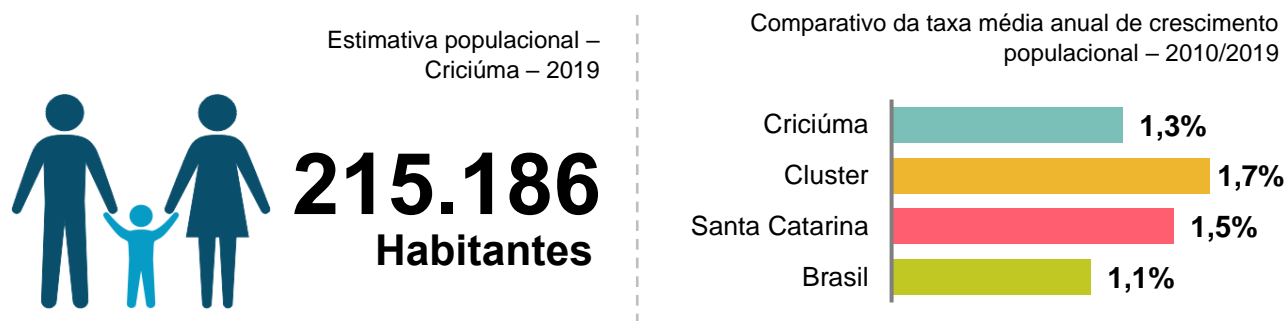 Estimativa populacional –
Criciúma – 2019
215.186
Habitantes
Comparativo da taxa média anual de crescimento
populacional – 2010/2019
Criciúma 1,3%
Cluster 1,7%
Santa Catarina 1,5%
Brasil 1,1%